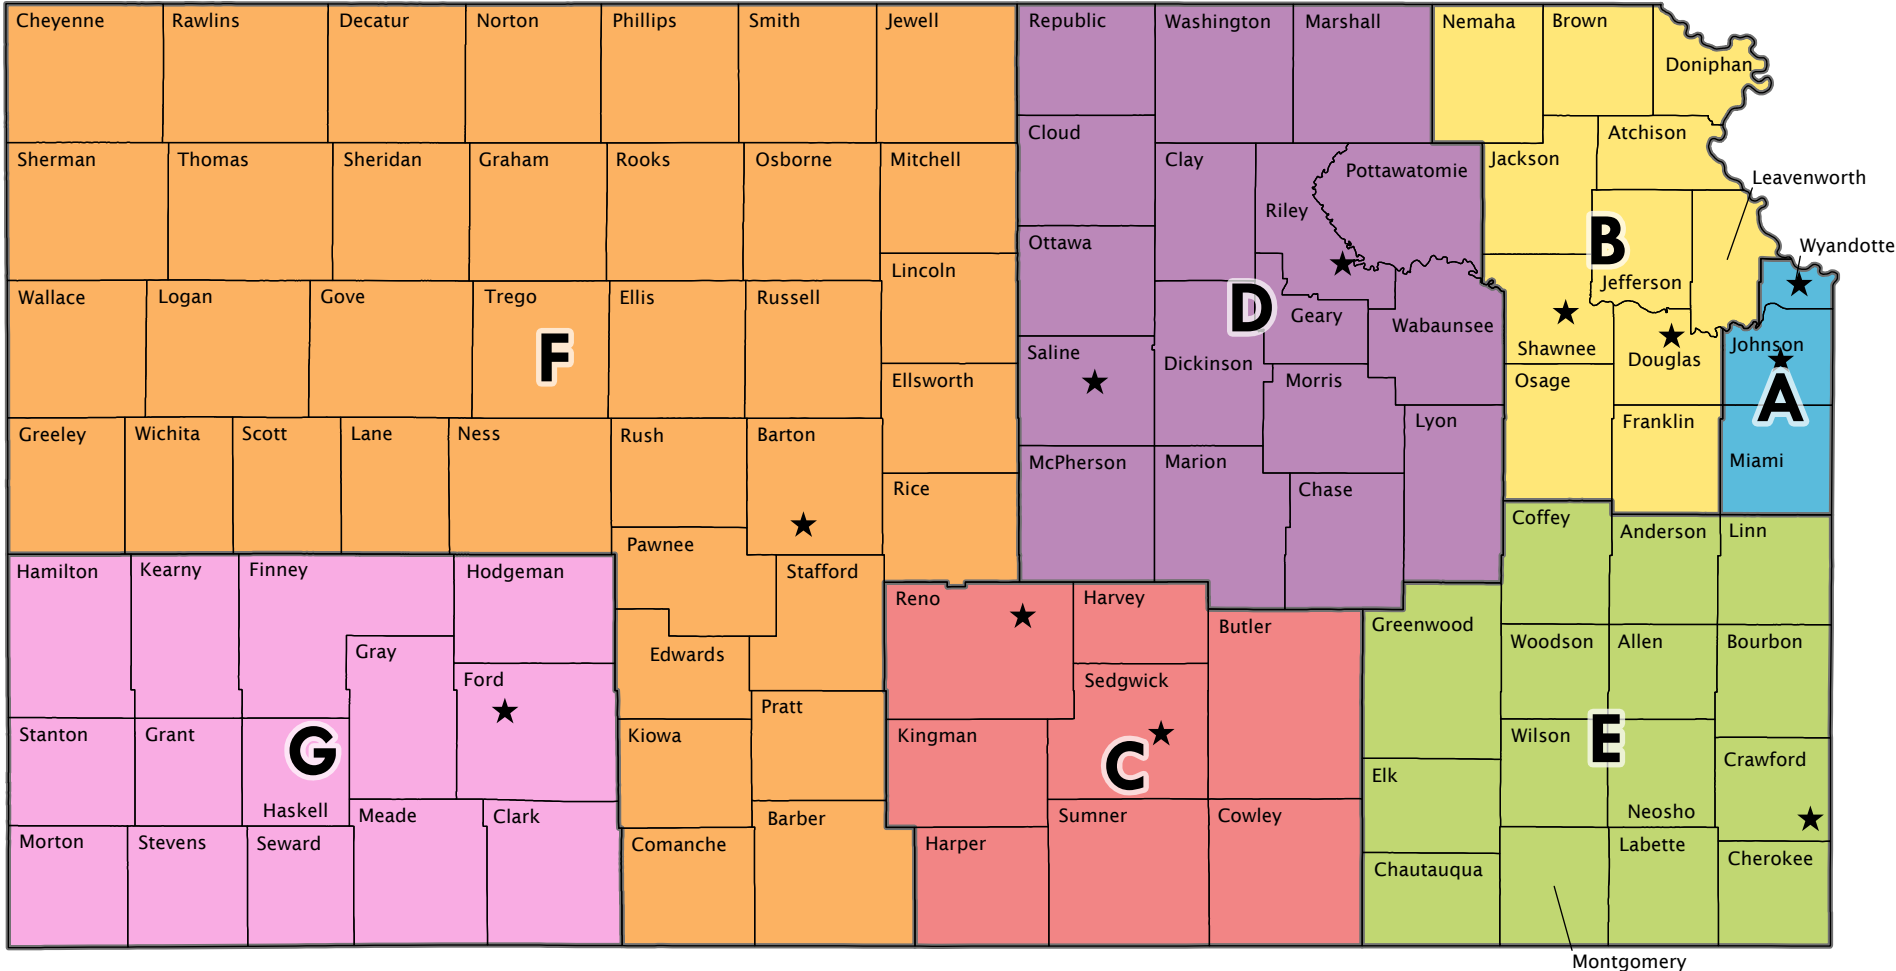 Cheyenne Rawlins Decatur Norton Phillips Smith Jewell Republic Washington Marshall Nemaha Brown
Doniphan
Cloud Atchison
Sherman Thomas Sheridan Graham Rooks Osborne Mitchell Clay Jackson
Pottawatomie
Leavenworth
Riley
Ottawa B Wyandotte
Lincoln
Jefferson
Wallace Logan Gove Trego Ellis Russell
D Geary
Wabaunsee
F
Saline Shawnee Johnson
Dickinson Douglas
Ellsworth Morris Osage
A
Lyon Franklin
Greeley Wichita Scott Lane Ness Rush Barton
McPherson Marion Miami
Rice Chase
Coffey
Anderson Linn
Pawnee
Hamilton Kearny Finney Hodgeman Stafford
Reno Harvey
Butler Greenwood
Woodson Allen Bourbon
Gray Edwards
Ford Sedgwick
Pratt
Stanton Grant Kiowa Kingman Wilson E
G C
Crawford
Elk
Haskell Neosho
Meade Clark Barber Sumner Cowley
Morton Stevens Seward Comanche Harper Labette
Cherokee
Chautauqua
Montgomery